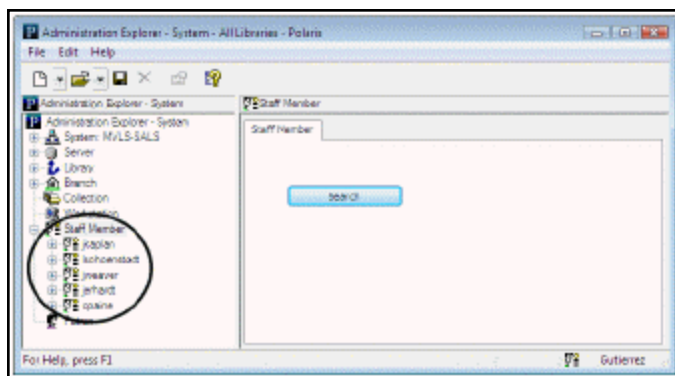 Administration Explorer - System - All Libraries - Polaris
File Edit Help
Administration Explorer - System
Staff Member
Administration Explorer - System
Staff Member
System: MVLS-SALS
Server
Library
Branch
Search
Collection
Workstation
Staff Member
jkaplan
jweaver
jerhardt
cpaine
Patron
For Help, press F1
Gutierrez